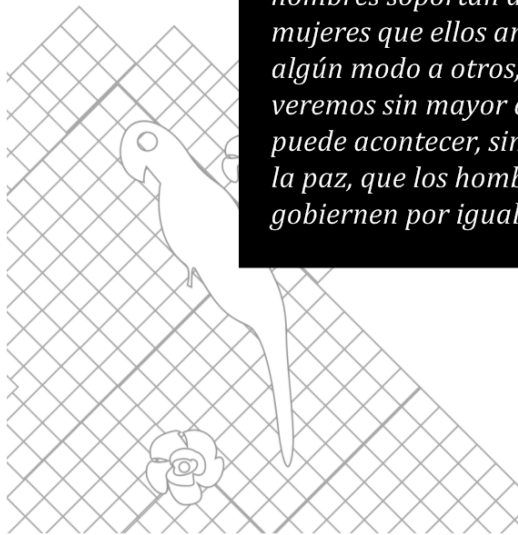 hombres soportan
mujeres que ellos
algún modo a otros,
veremos sin mayor
puede acontecer,
la paz, que los
gobiernen por igual